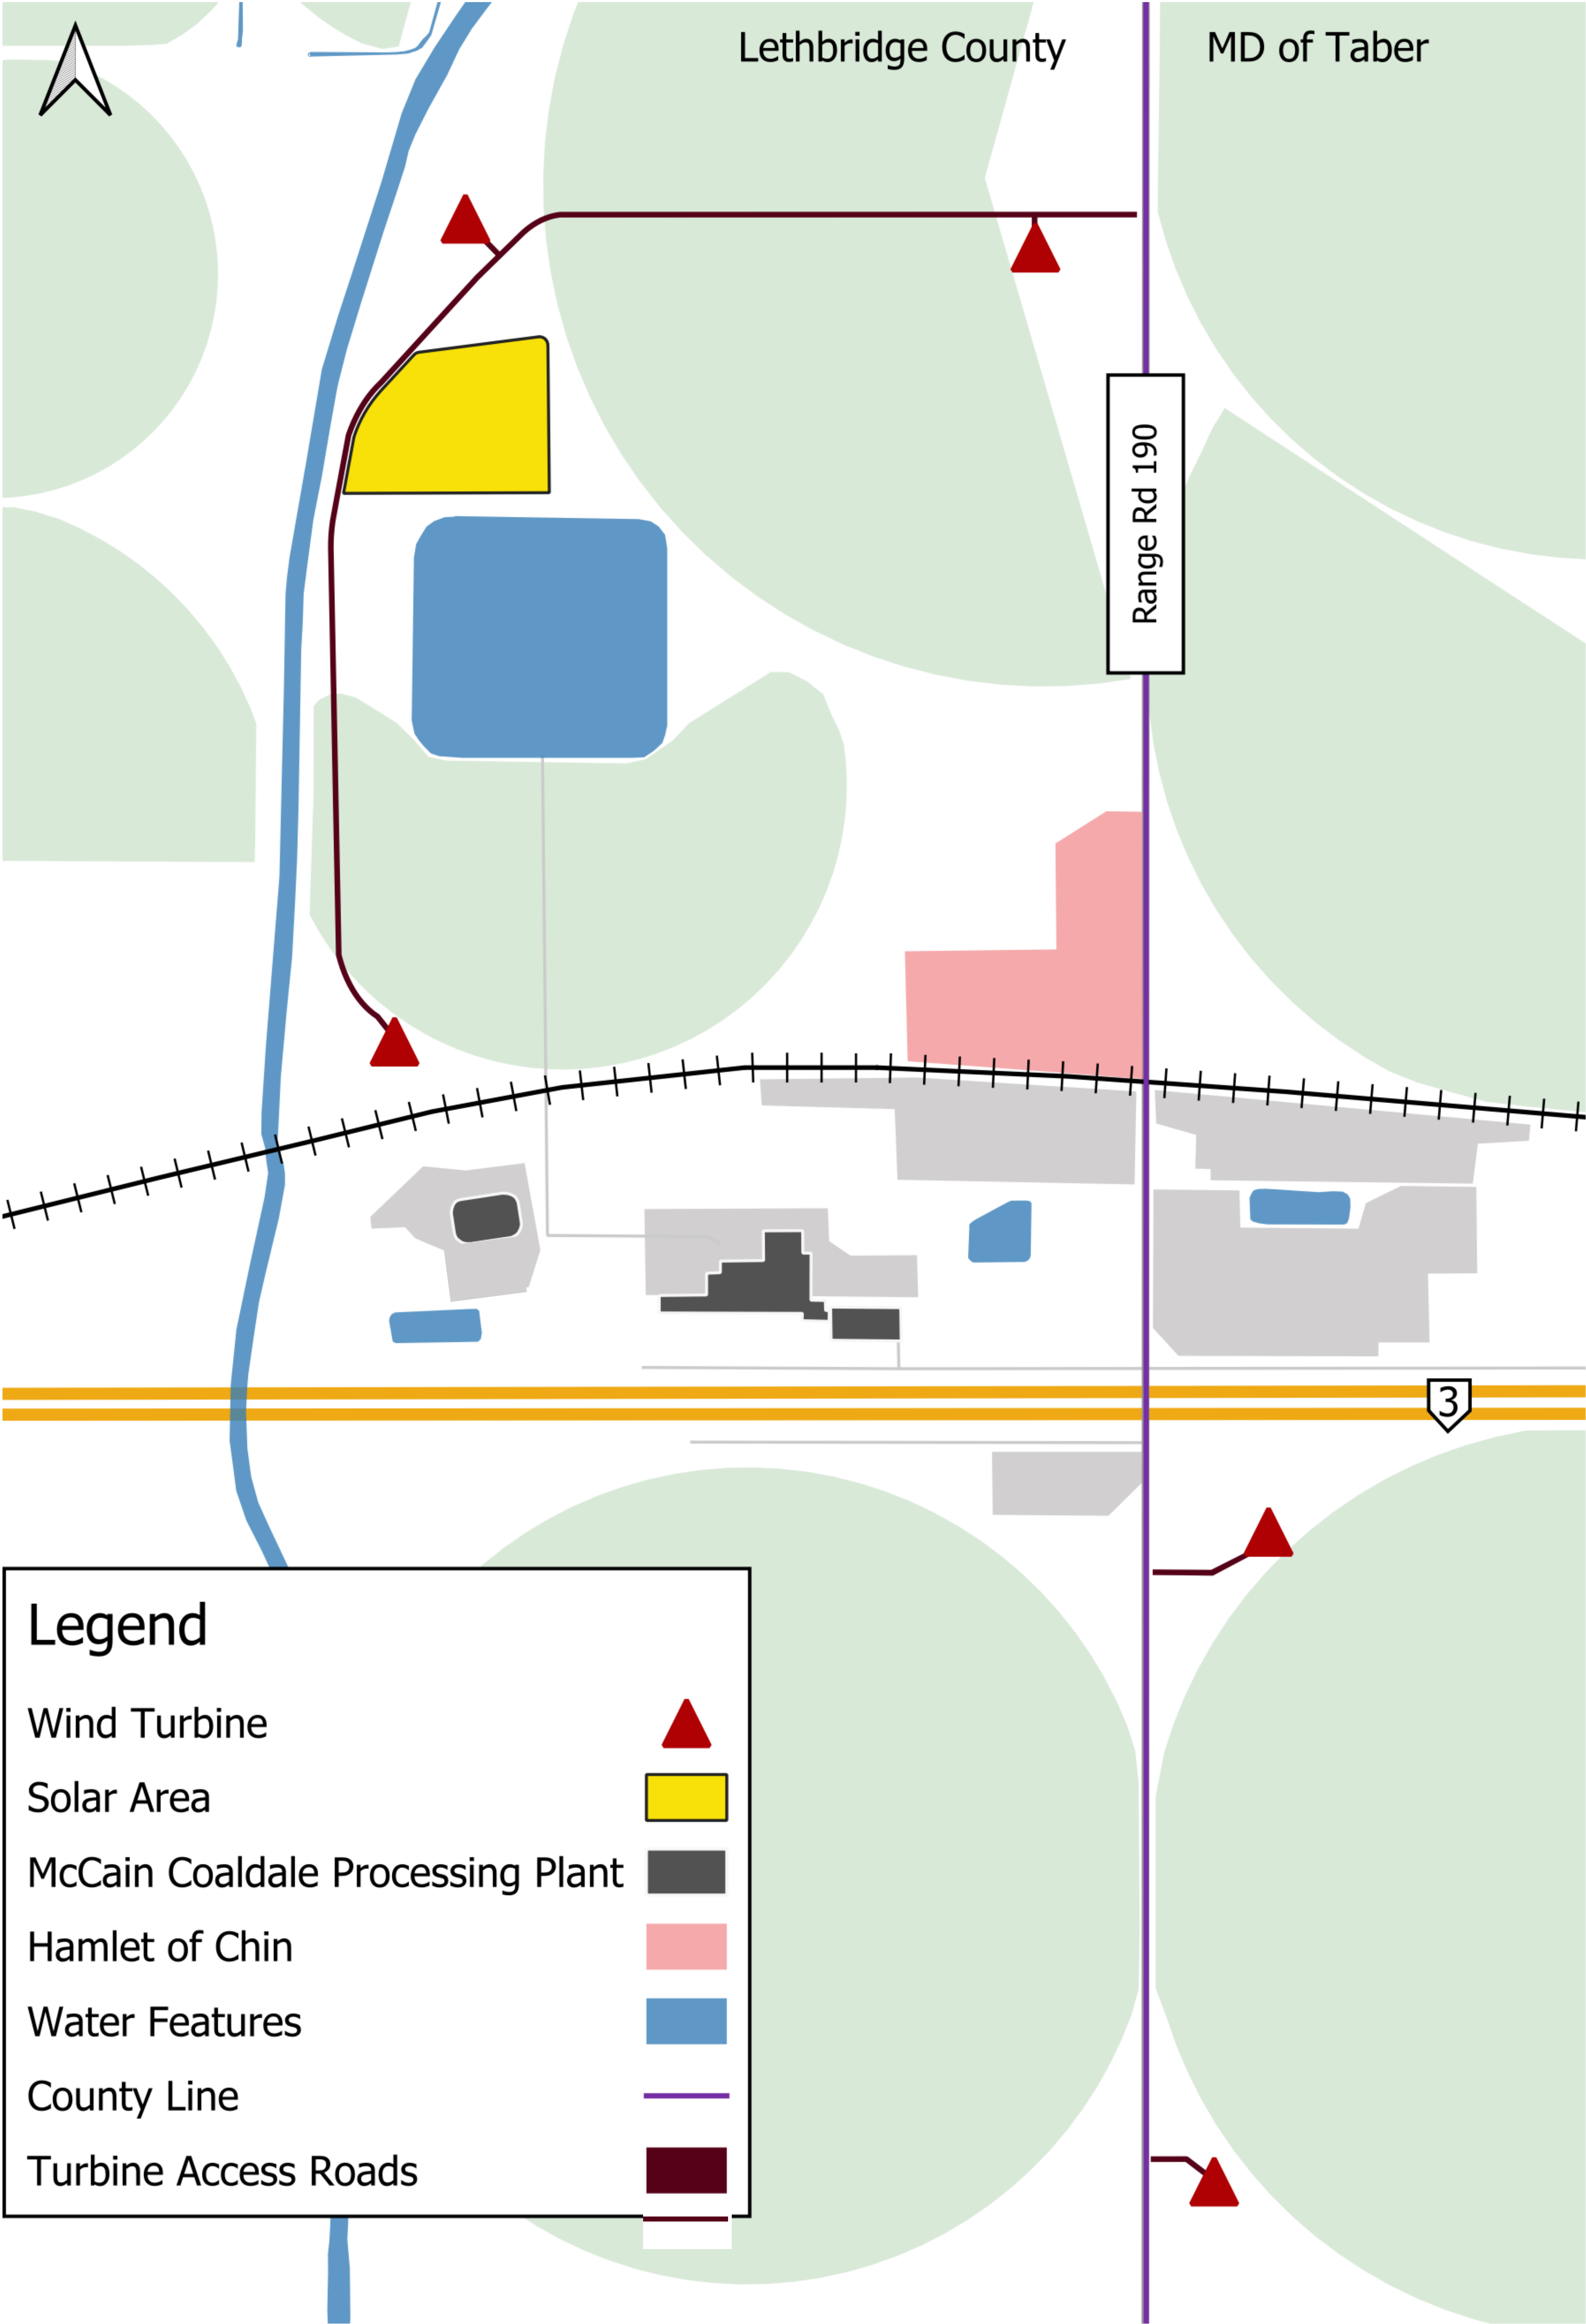 Lethbridge County
MD of Taber
Range Rd 190
3
Legend
Wind Turbine
Solar Area
McCain Coaldale Processing Plant
Hamlet of Chin
Water Features
County Line
Turbine Access Roads